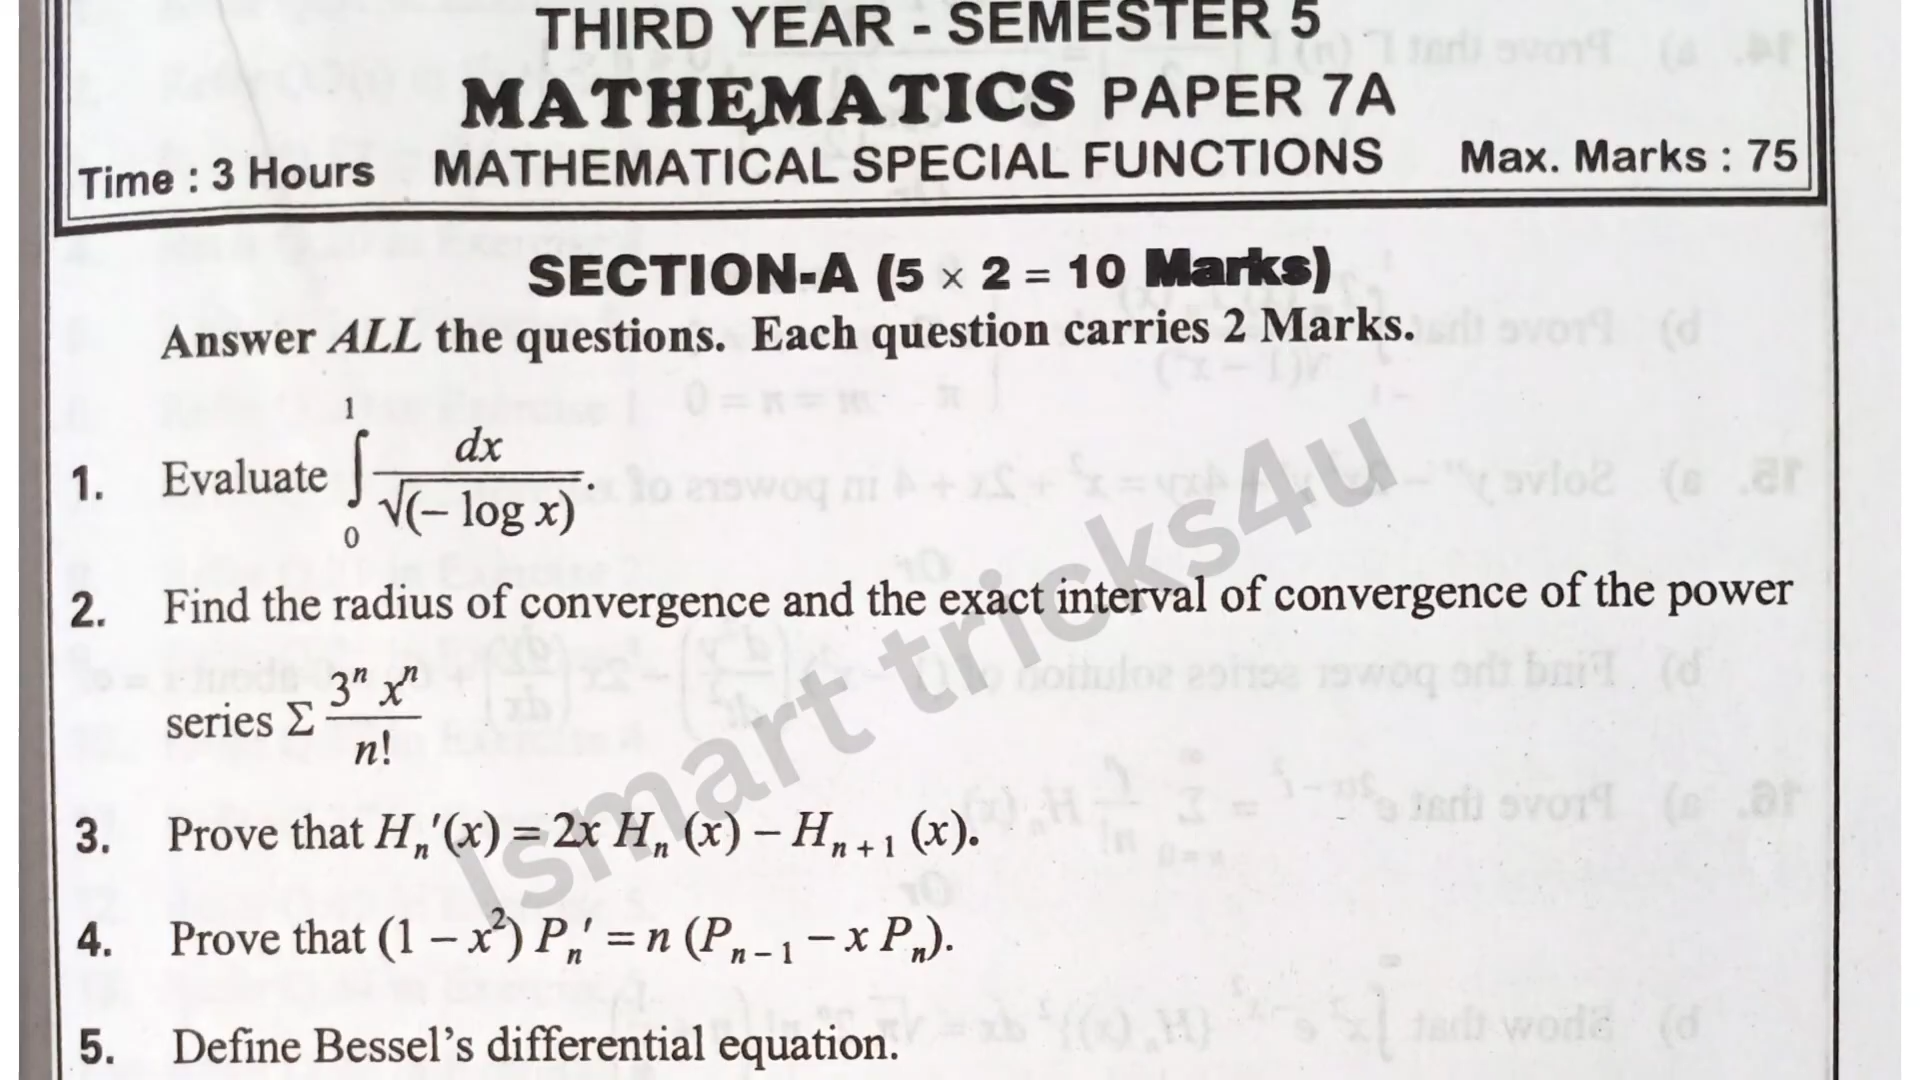 THIRD YEAR - SEMESTER 5
MATHEMATICS PAPER 7A
Time : 3 Hours MATHEMATICAL SPECIAL FUNCTIONS Max. Marks : 75
SECTION-A (5 × 2 = 10 Marks)
Answer ALL the questions. Each question carries 2 Marks.
1. Evaluate ∫₀¹ dx / √(– log x).
2. Find the radius of convergence and the exact interval of convergence of the power
series Σ 3ⁿ xⁿ / n!
3. Prove that Hₙ′(x) = 2x Hₙ (x) – Hₙ₊₁ (x).
4. Prove that (1 – x²) Pₙ′ = n (Pₙ₋₁ – x Pₙ).
5. Define Bessel's differential equation.
Ismart tricks4u